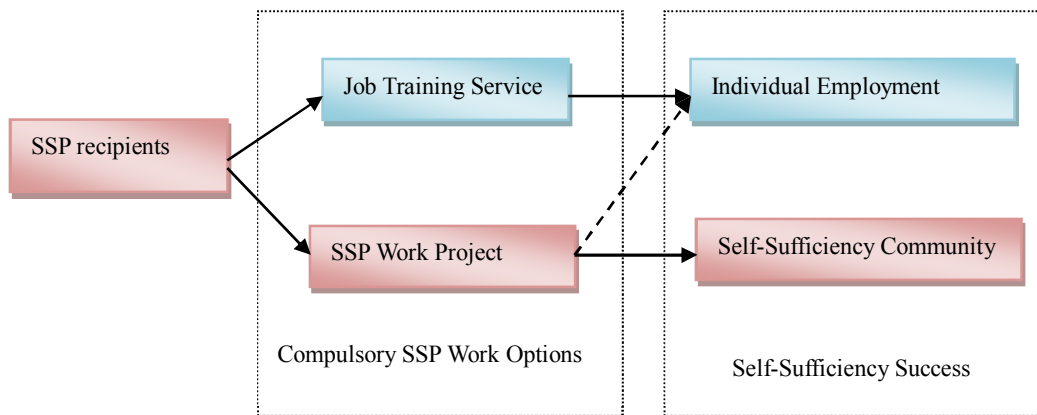 SSP recipients
Job Training Service
SSP Work Project
Compulsory SSP Work Options
Individual Employment
Self-Sufficiency Community
Self-Sufficiency Success